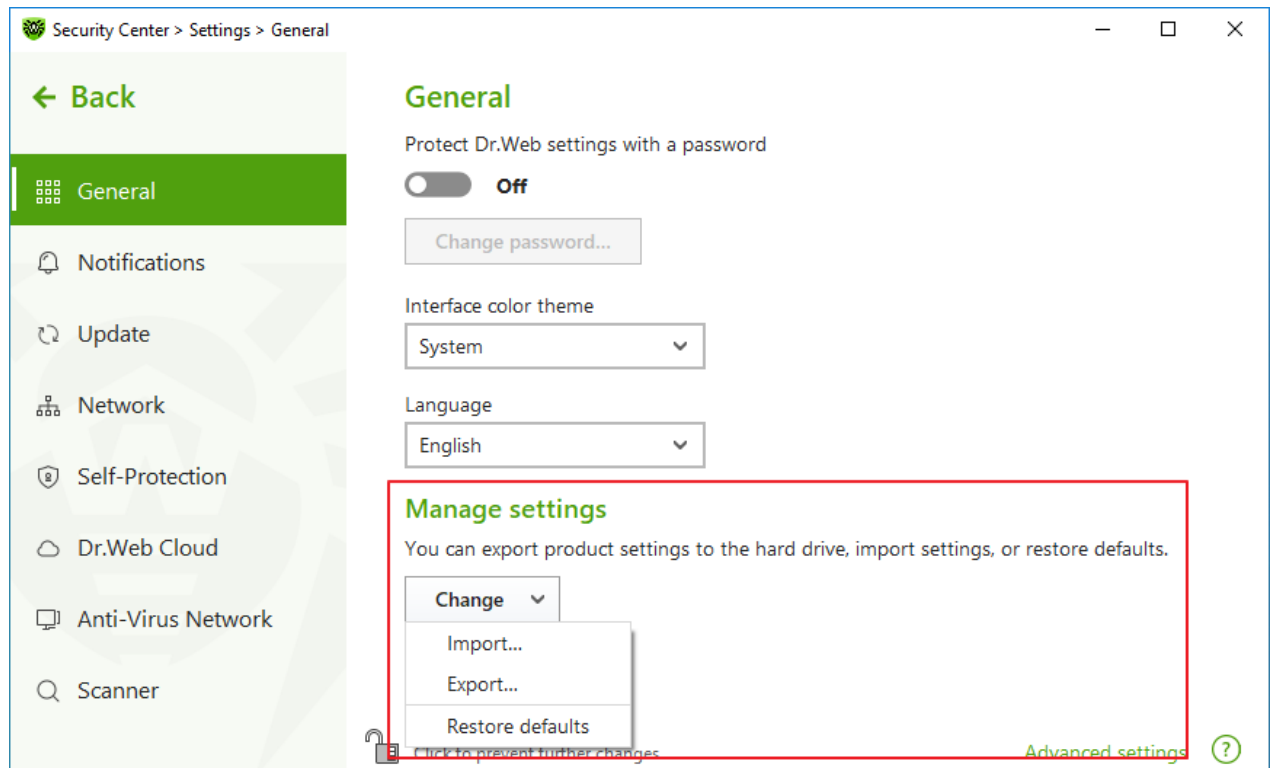 Security Center > Settings > General
Back
General
Notifications
Update
Network
Self-Protection
Dr.Web Cloud
Anti-Virus Network
Scanner
General
Protect Dr.Web settings with a password
Off
Change password...
Interface color theme
System
Language
English
Manage settings
You can export product settings to the hard drive, import settings, or restore defaults.
Change
Import...
Export...
Restore defaults
Click to prevent further changes
Advanced settings
?